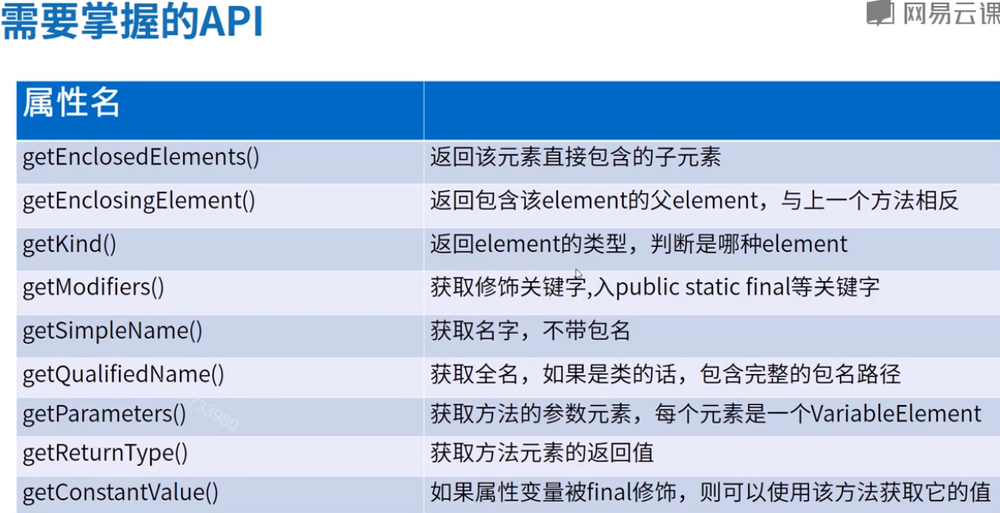 需要掌握的API
网易云课
属性名
getEnclosedElements()
返回该元素直接包含的子元素
getEnclosingElement()
返回包含该element的父element，与上一个方法相反
getKind()
返回element的类型，判断是哪种element
getModifiers()
获取修饰关键字,入public static final等关键字
getSimpleName()
获取名字，不带包名
getQualifiedName()
获取全名，如果是类的话，包含完整的包名路径
getParameters()
获取方法的参数元素，每个元素是一个VariableElement
getReturnType()
获取方法元素的返回值
getConstantValue()
如果属性变量被final修饰，则可以使用该方法获取它的值